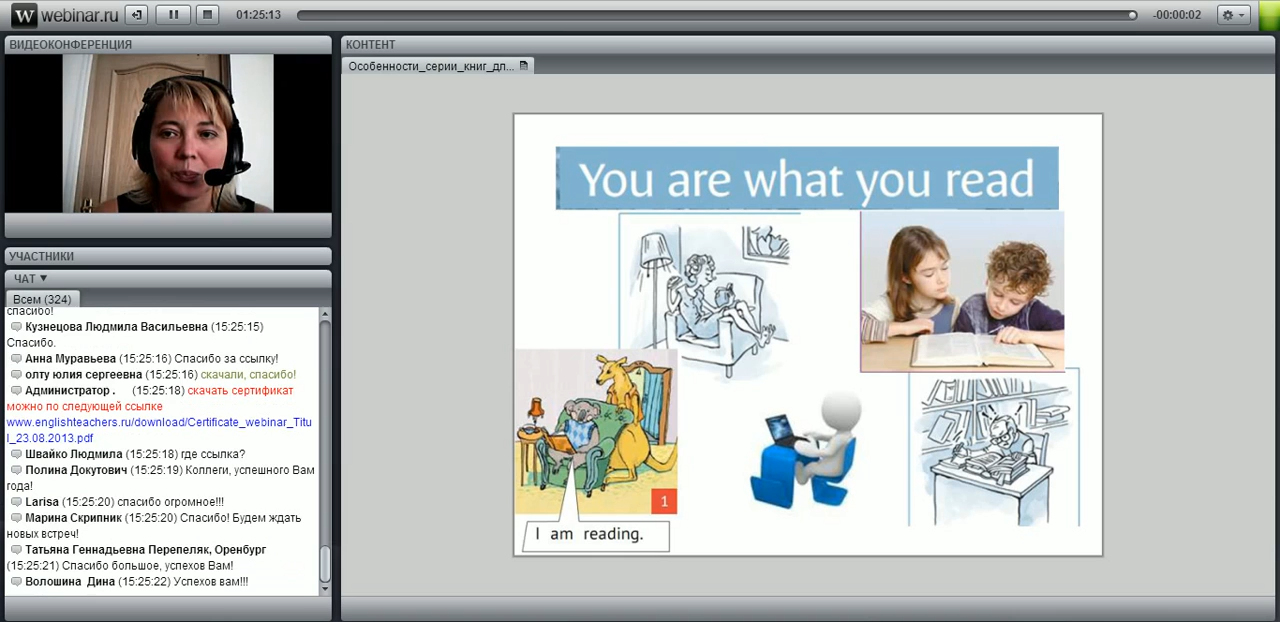 W webinar.ru
01:25:13
-00:00:02
ВИДЕОКОНФЕРЕНЦИЯ
УЧАСТНИКИ
ЧАТ
Всем (324)
спасибо!
Кузнецова Людмила Васильевна (15:25:15)
Спасибо.
Анна Муравьева (15:25:16) Спасибо за ссылку!
олту юлия сергеевна (15:25:16) скачали, спасибо!
Администратор . (15:25:18) скачать сертификат
можно по следующей ссылке
www.englishteachers.ru/download/Certificate_webinar_Titu
l_23.08.2013.pdf
Швайко Людмила (15:25:18) где ссылка?
Полина Докутович (15:25:19) Коллеги, успешного Вам
года!
Larisa (15:25:20) спасибо огромное!!!
Марина Скрипник (15:25:20) Спасибо! Будем ждать
новых встреч!
Татьяна Геннадьевна Перепеляк, Оренбург
(15:25:21) Спасибо большое, успехов Вам!
Волошина Дина (15:25:22) Успехов вам!!!
КОНТЕНТ
Особенности_серии_книг_дл...
You are what you read
1
I am reading.